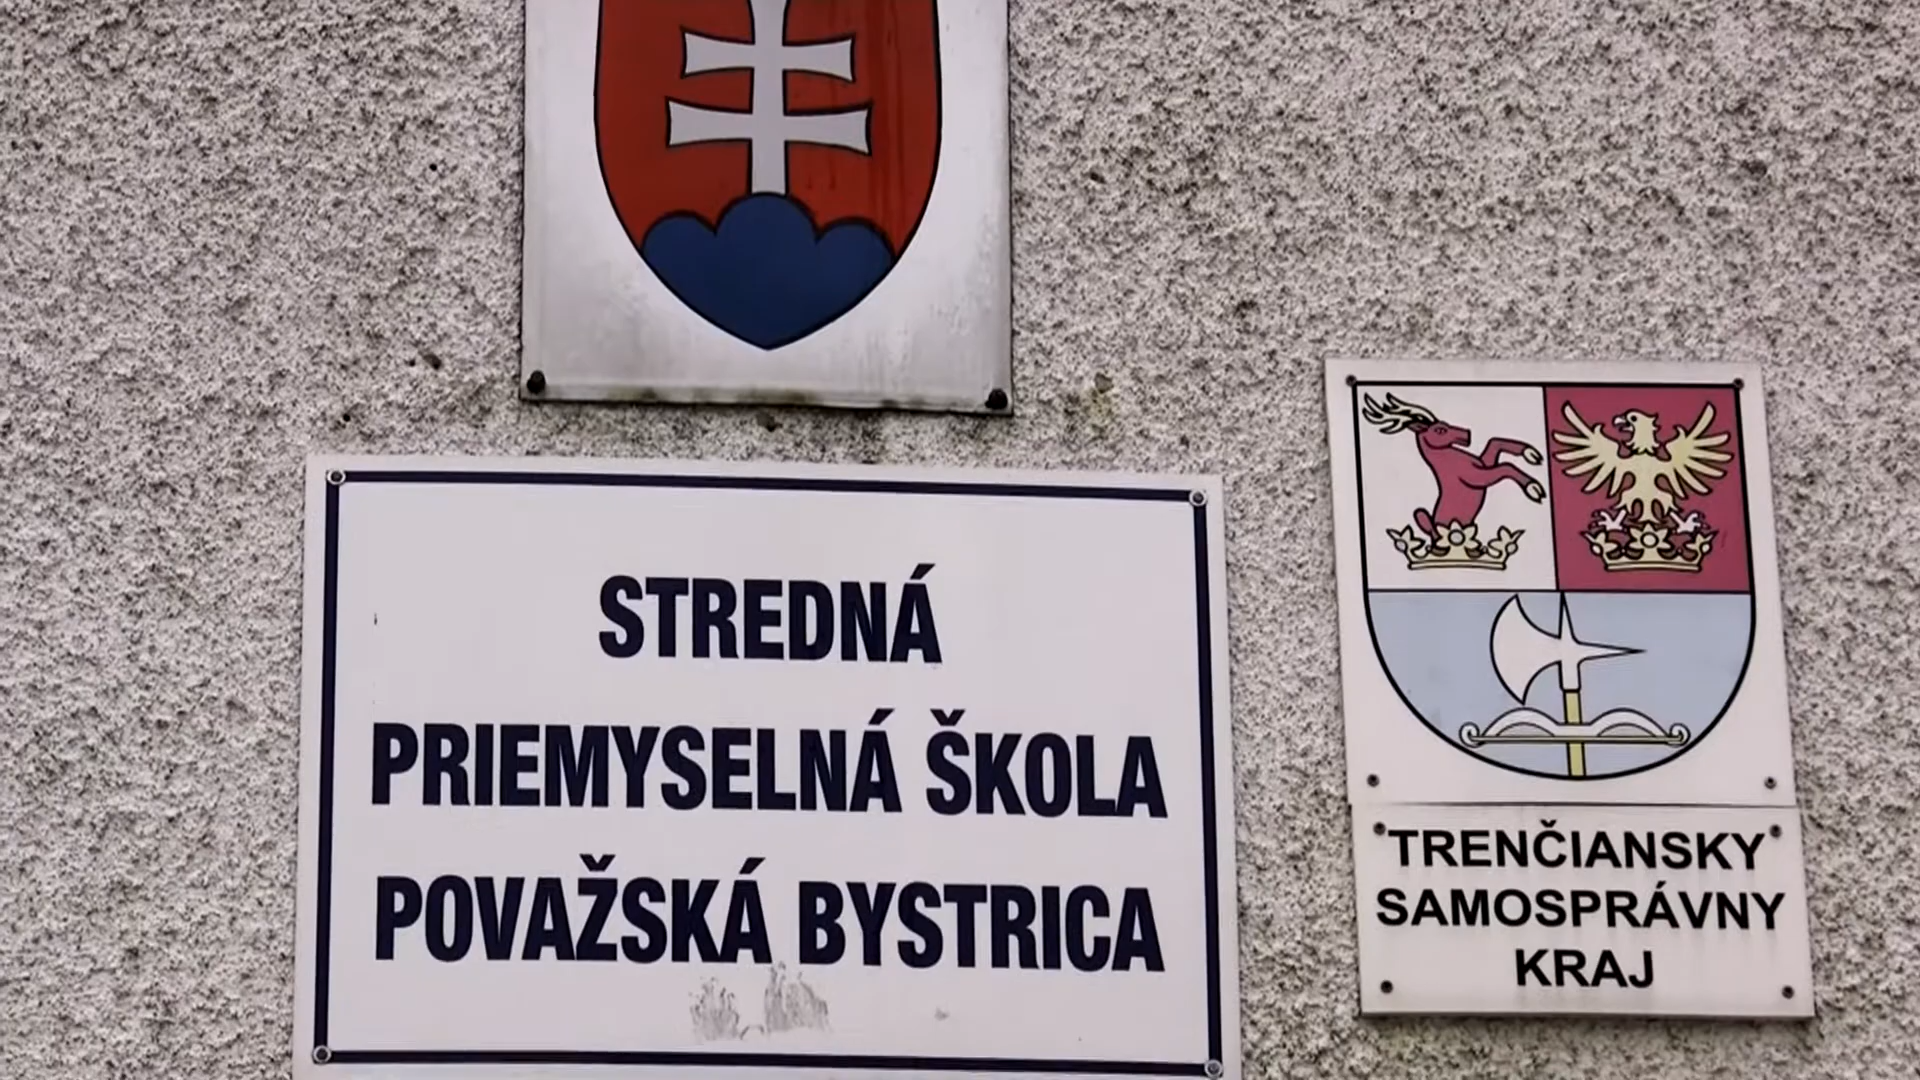 STREDNÁ
PRIEMYSELNÁ ŠKOLA
POVAŽSKÁ BYSTRICA
TRENČIANSKY
SAMOSPRÁVNY
KRAJ